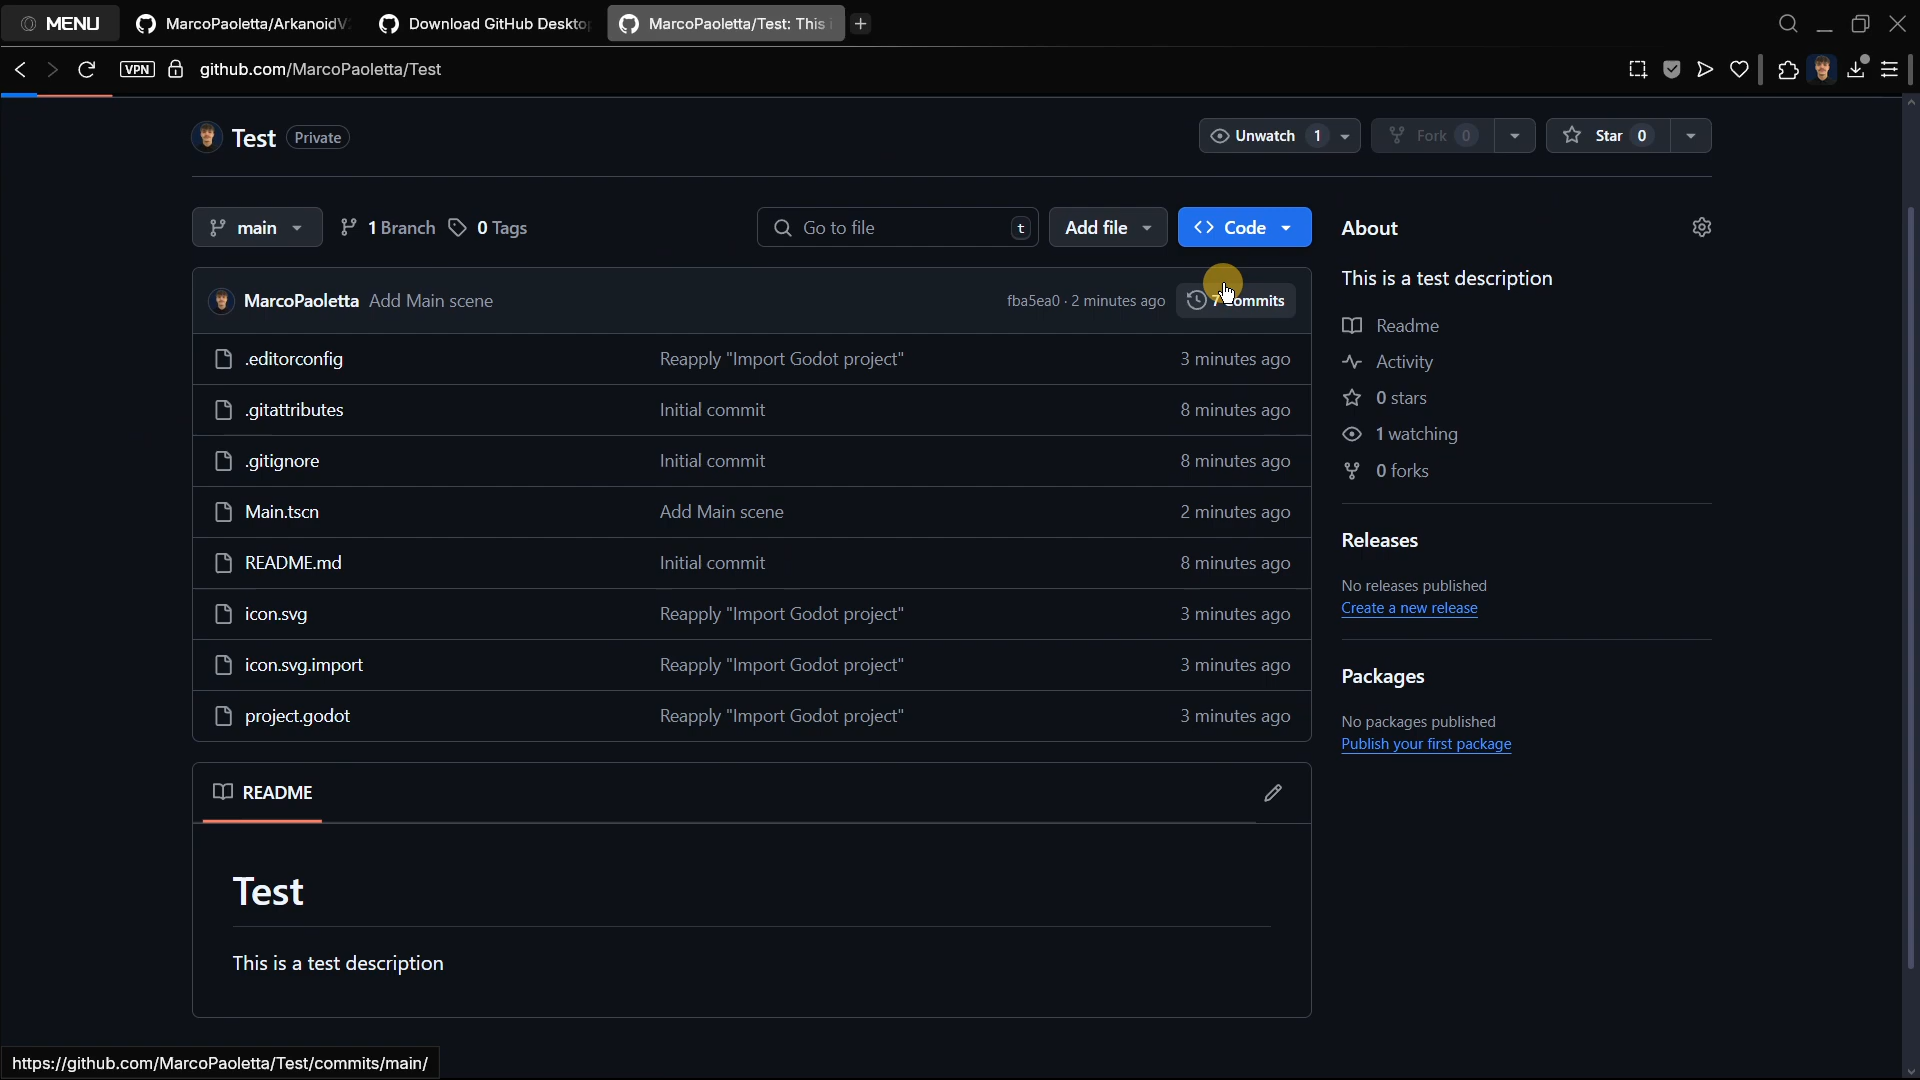 MENU MarcoPaoletta/ArkanoidV Download GitHub Deskto MarcoPaoletta/Test: This i
VPN github.com/MarcoPaoletta/Test
Test Private Unwatch 1 Fork 0 Star 0
main 1 Branch 0 Tags Go to file t Add file Code About
This is a test description
MarcoPaoletta Add Main scene fba5ea0 · 2 minutes ago 7 Commits
Readme
.editorconfig Reapply "Import Godot project" 3 minutes ago
Activity
0 stars
.gitattributes Initial commit 8 minutes ago
1 watching
.gitignore Initial commit 8 minutes ago
0 forks
Main.tscn Add Main scene 2 minutes ago
Releases
README.md Initial commit 8 minutes ago
No releases published
Create a new release
icon.svg Reapply "Import Godot project" 3 minutes ago
icon.svg.import Reapply "Import Godot project" 3 minutes ago
Packages
project.godot Reapply "Import Godot project" 3 minutes ago
No packages published
Publish your first package
README
Test
This is a test description
https://github.com/MarcoPaoletta/Test/commits/main/